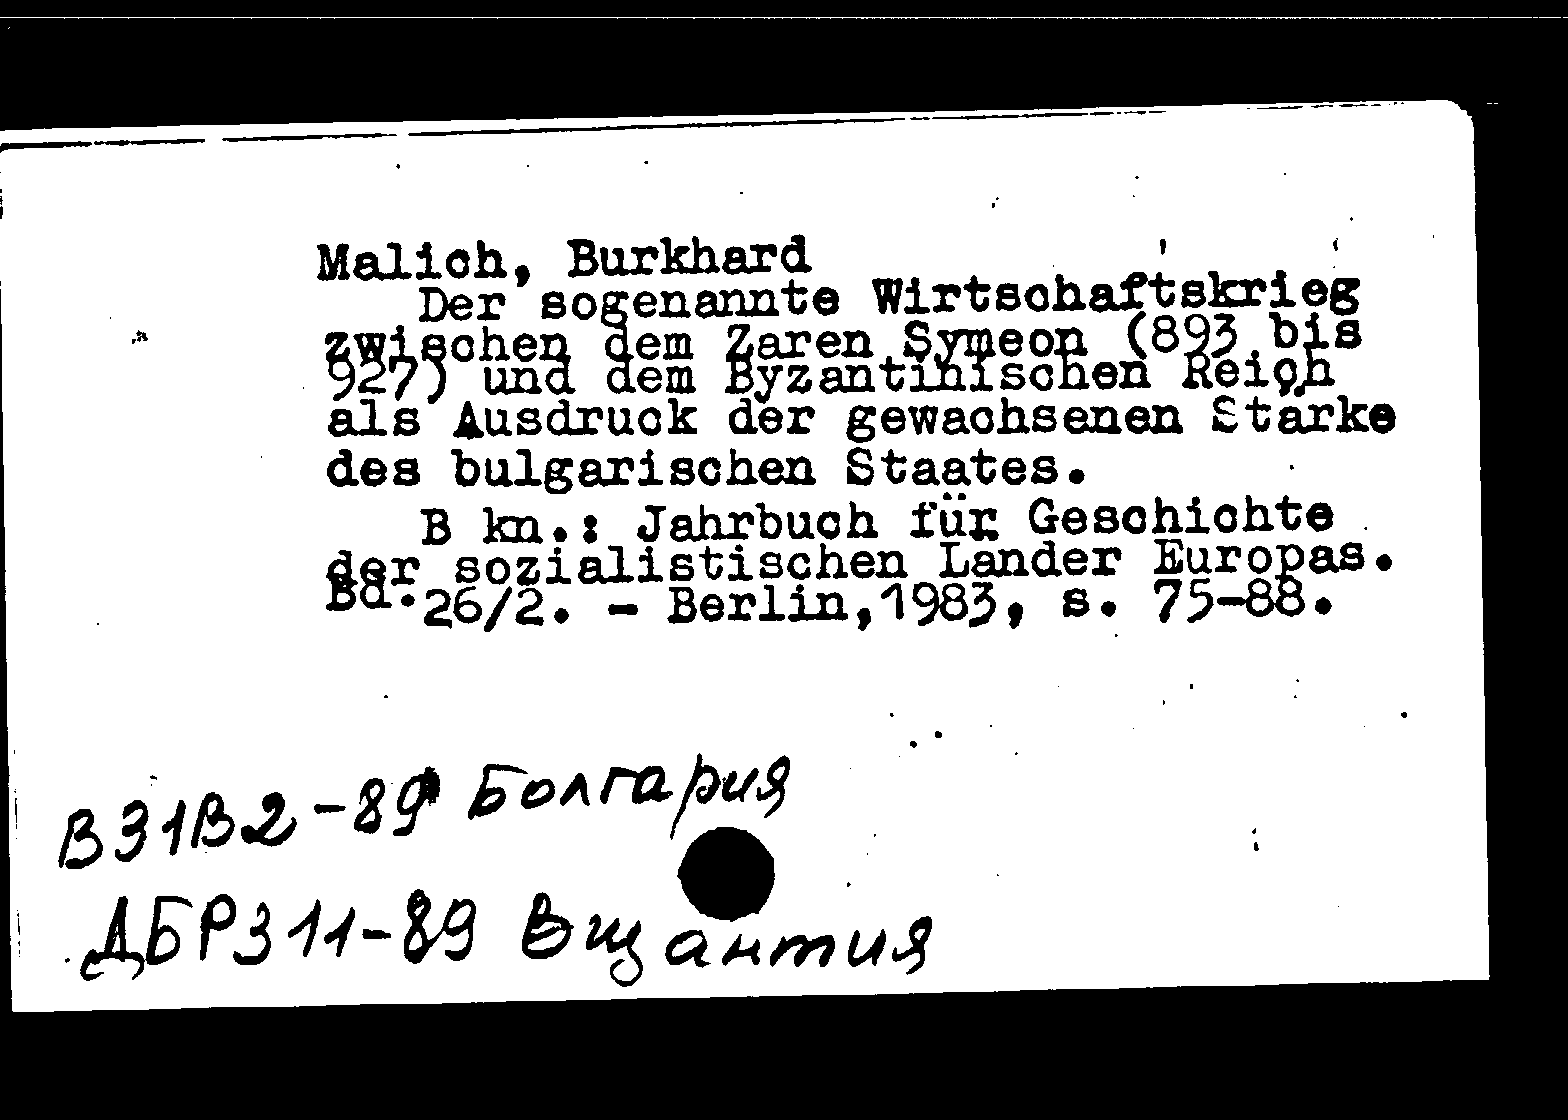 Malich, Burkhard
Der sogenannte Wirtschaftskrieg
zwischen dem Zaren Symeon (893 bis
927) und dem Byzantinischen Reich
als Ausdruck der gewachsenen Stärke
des bulgarischen Staates.
В kn.: Jahrbuch für Geschichte
der sozialistischen Lander Europas.
Bd.26/2. – Berlin,1983, s. 75-88.
В31В2-89 Болгария
ДБР311-89 Византия